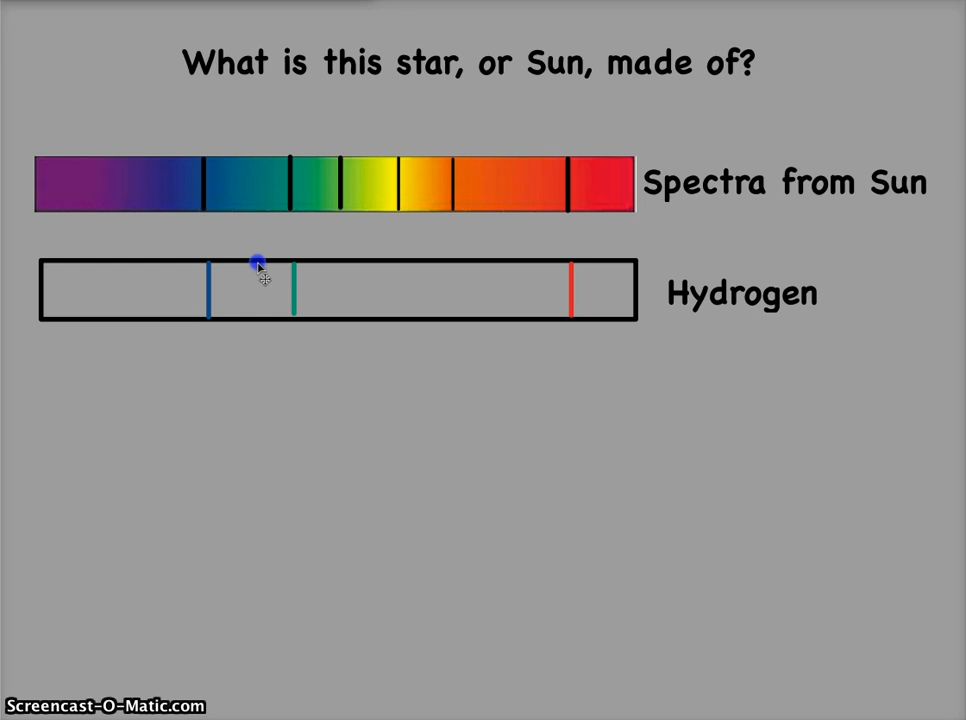 What is this star, or Sun, made of?
Spectra from Sun
Hydrogen
Screencast-O-Matic.com